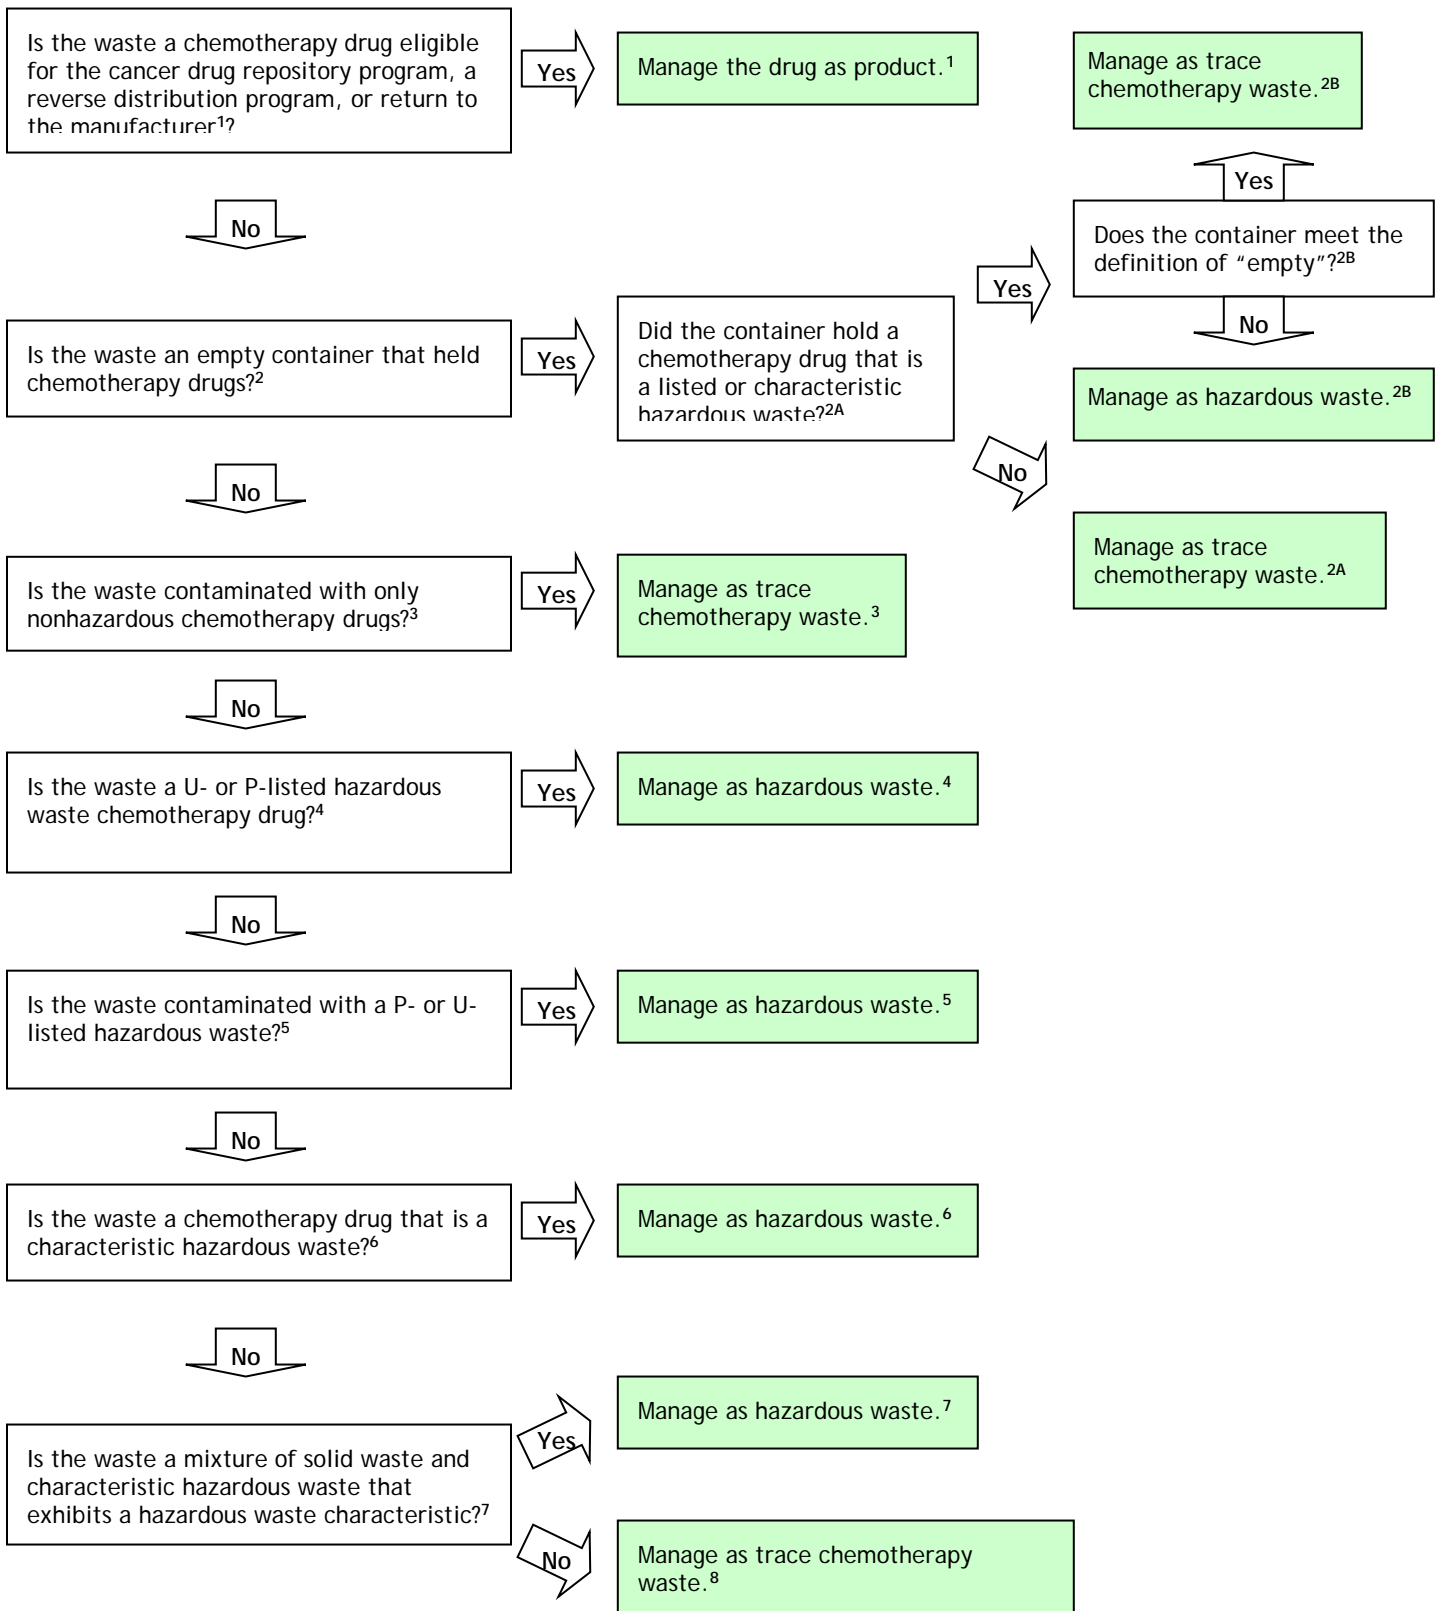 Is the waste a chemotherapy drug eligible
for the cancer drug repository program, a
reverse distribution program, or return to
the manufacturer¹?
Yes
Manage the drug as product.¹
Manage as trace
chemotherapy waste.²ᴮ
Yes
No
Does the container meet the
definition of “empty”?²ᴮ
Yes
No
Is the waste an empty container that held
chemotherapy drugs?²
Yes
Did the container hold a
chemotherapy drug that is
a listed or characteristic
hazardous waste?²ᴬ
Manage as hazardous waste.²ᴮ
No
No
Manage as trace
chemotherapy waste.²ᴬ
Is the waste contaminated with only
nonhazardous chemotherapy drugs?³
Yes
Manage as trace
chemotherapy waste.³
No
Is the waste a U- or P-listed hazardous
waste chemotherapy drug?⁴
Yes
Manage as hazardous waste.⁴
No
Is the waste contaminated with a P- or U-
listed hazardous waste?⁵
Yes
Manage as hazardous waste.⁵
No
Is the waste a chemotherapy drug that is a
characteristic hazardous waste?⁶
Yes
Manage as hazardous waste.⁶
No
Is the waste a mixture of solid waste and
characteristic hazardous waste that
exhibits a hazardous waste characteristic?⁷
Yes
Manage as hazardous waste.⁷
No
Manage as trace chemotherapy
waste.⁸